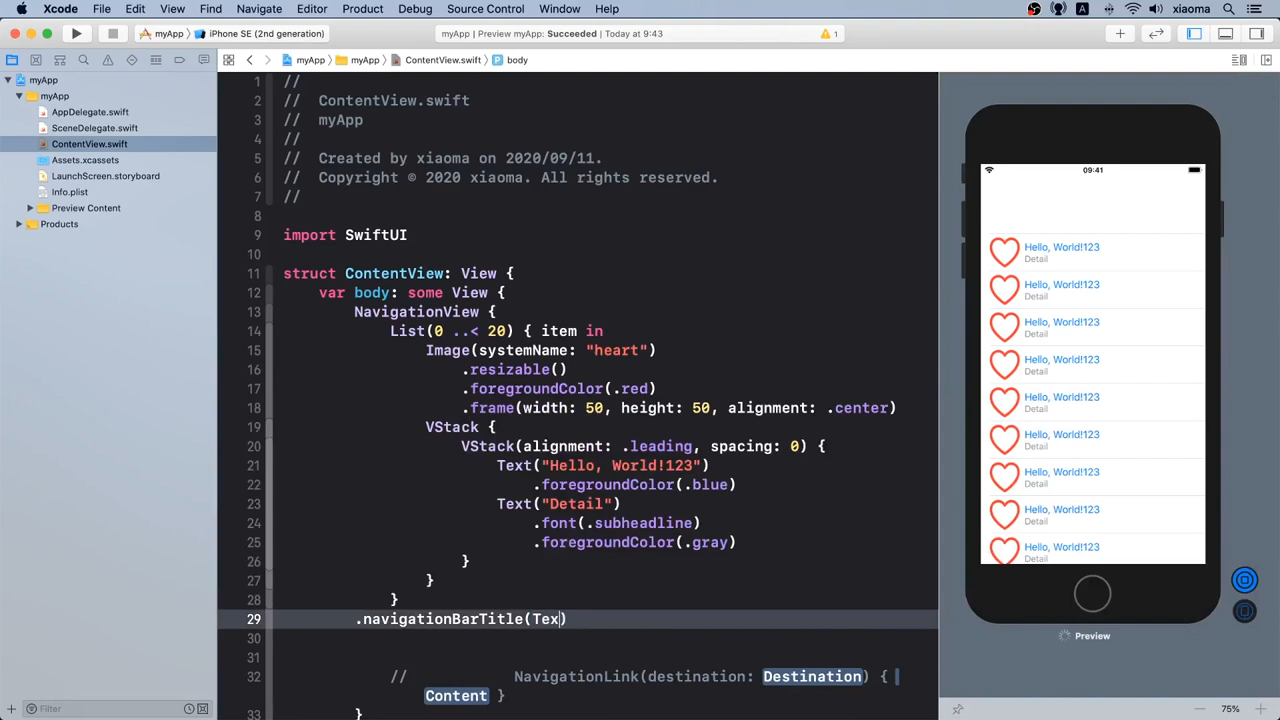 Xcode File Edit View Find Navigate Editor Product Debug Source Control Window Help A xiaoma
myApp iPhone SE (2nd generation) myApp | Preview myApp: Succeeded | Today at 9:43 1
myApp myApp ContentView.swift P body
myApp
myApp
AppDelegate.swift
SceneDelegate.swift
ContentView.swift
Assets.xcassets
LaunchScreen.storyboard
Info.plist
Preview Content
Products
Filter
1 //
2 // ContentView.swift
3 // myApp
4 //
5 // Created by xiaoma on 2020/09/11.
6 // Copyright © 2020 xiaoma. All rights reserved.
7 //
8
9 import SwiftUI
10
11 struct ContentView: View {
12 var body: some View {
13 NavigationView {
14 List(0 ..< 20) { item in
15 Image(systemName: "heart")
16 .resizable()
17 .foregroundColor(.red)
18 .frame(width: 50, height: 50, alignment: .center)
19 VStack {
20 VStack(alignment: .leading, spacing: 0) {
21 Text("Hello, World!123")
22 .foregroundColor(.blue)
23 Text("Detail")
24 .font(.subheadline)
25 .foregroundColor(.gray)
26 }
27 }
28 }
29 .navigationBarTitle(Tex)
30
31
32 // NavigationLink(destination: Destination) {
Content }
33 }
09:41
Hello, World!123
Detail
Hello, World!123
Detail
Hello, World!123
Detail
Hello, World!123
Detail
Hello, World!123
Detail
Hello, World!123
Detail
Hello, World!123
Detail
Hello, World!123
Detail
Hello, World!123
Detail
Preview
75%